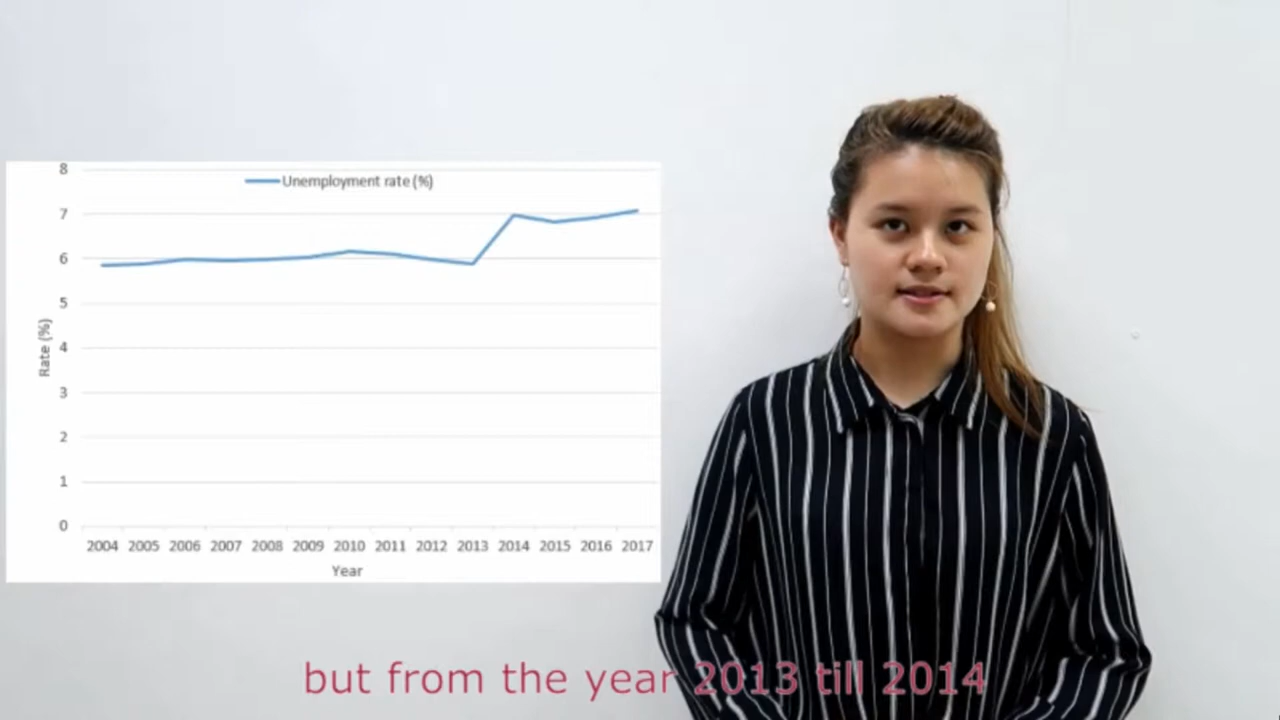 8
Unemployment rate (%)
7
6
5
4
Rate (%)
3
2
1
0
2004 2005 2006 2007 2008 2009 2010 2011 2012 2013 2014 2015 2016 2017
Year
but from the year 2013 till 2014